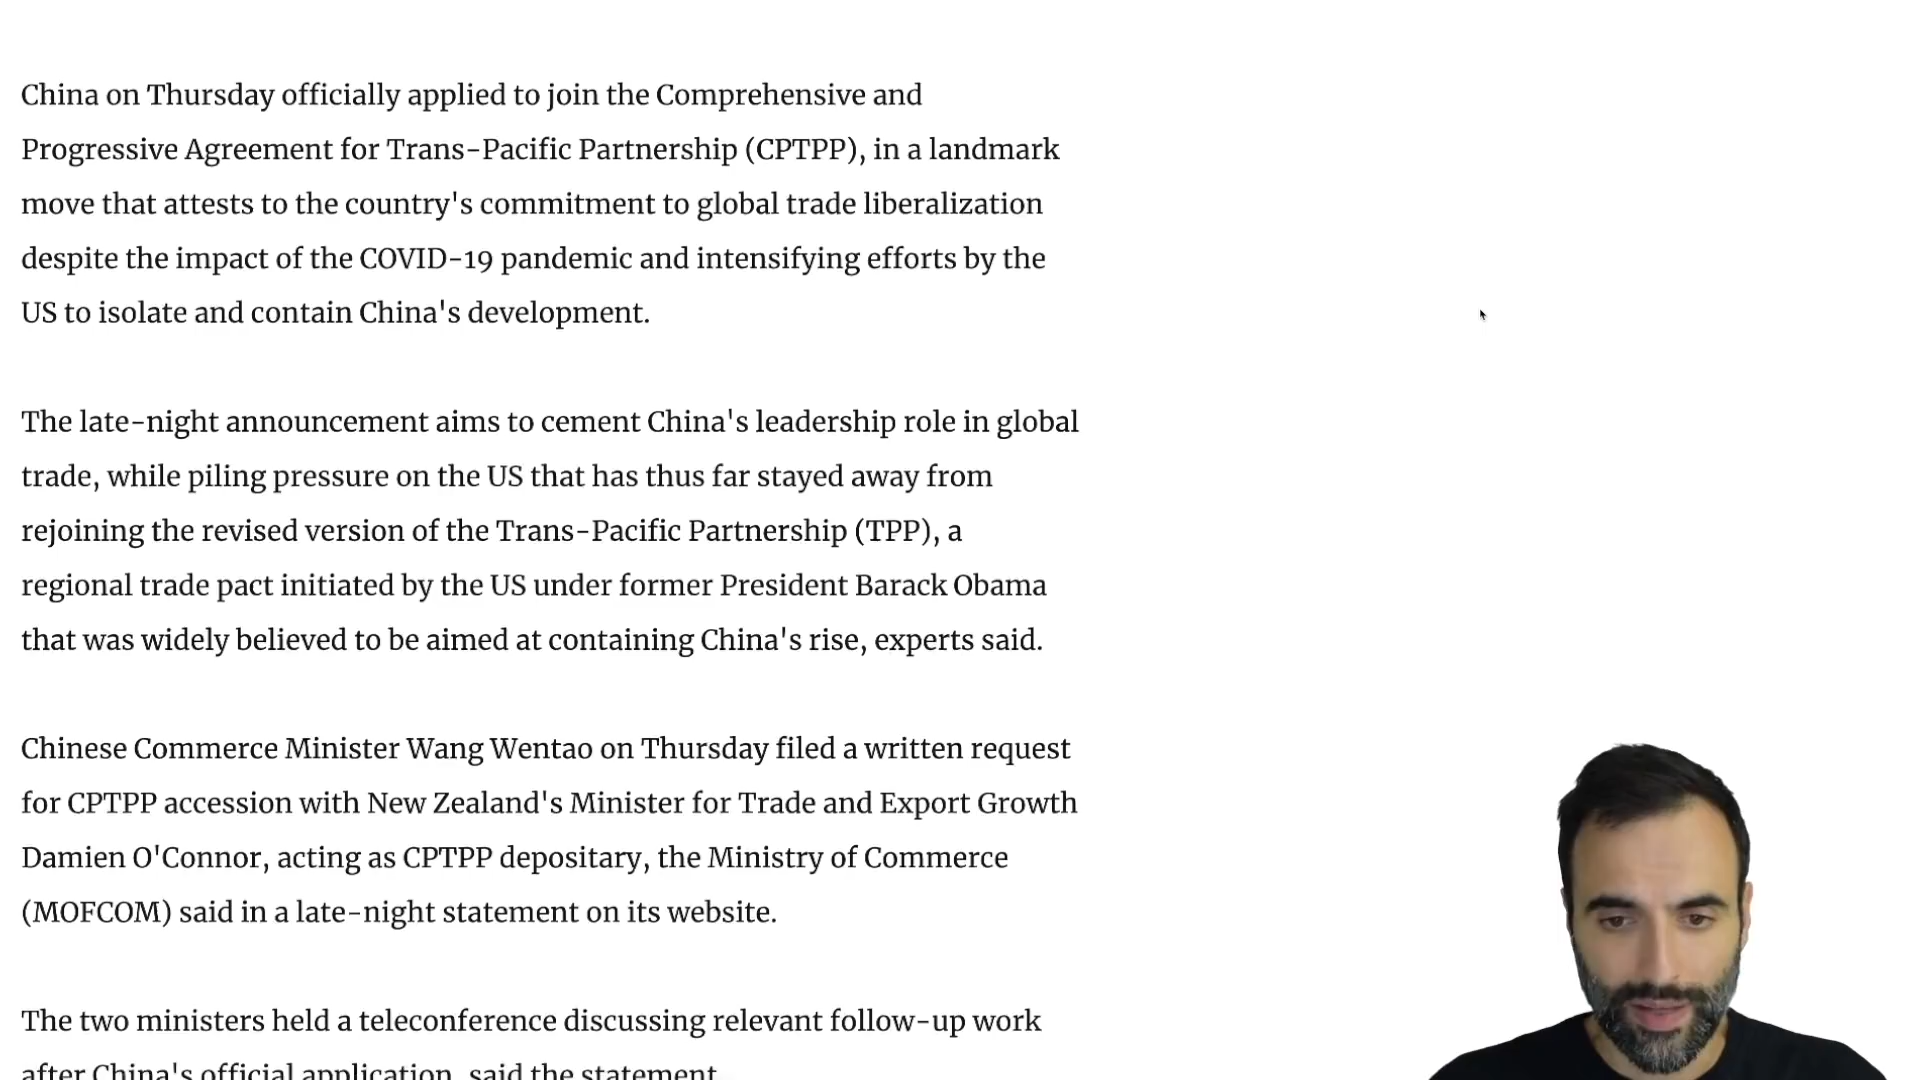 China on Thursday officially applied to join the Comprehensive and
Progressive Agreement for Trans-Pacific Partnership (CPTPP), in a landmark
move that attests to the country's commitment to global trade liberalization
despite the impact of the COVID-19 pandemic and intensifying efforts by the
US to isolate and contain China's development.
The late-night announcement aims to cement China's leadership role in global
trade, while piling pressure on the US that has thus far stayed away from
rejoining the revised version of the Trans-Pacific Partnership (TPP), a
regional trade pact initiated by the US under former President Barack Obama
that was widely believed to be aimed at containing China's rise, experts said.
Chinese Commerce Minister Wang Wentao on Thursday filed a written request
for CPTPP accession with New Zealand's Minister for Trade and Export Growth
Damien O'Connor, acting as CPTPP depositary, the Ministry of Commerce
(MOFCOM) said in a late-night statement on its website.
The two ministers held a teleconference discussing relevant follow-up work
after China's official application, said the statement.